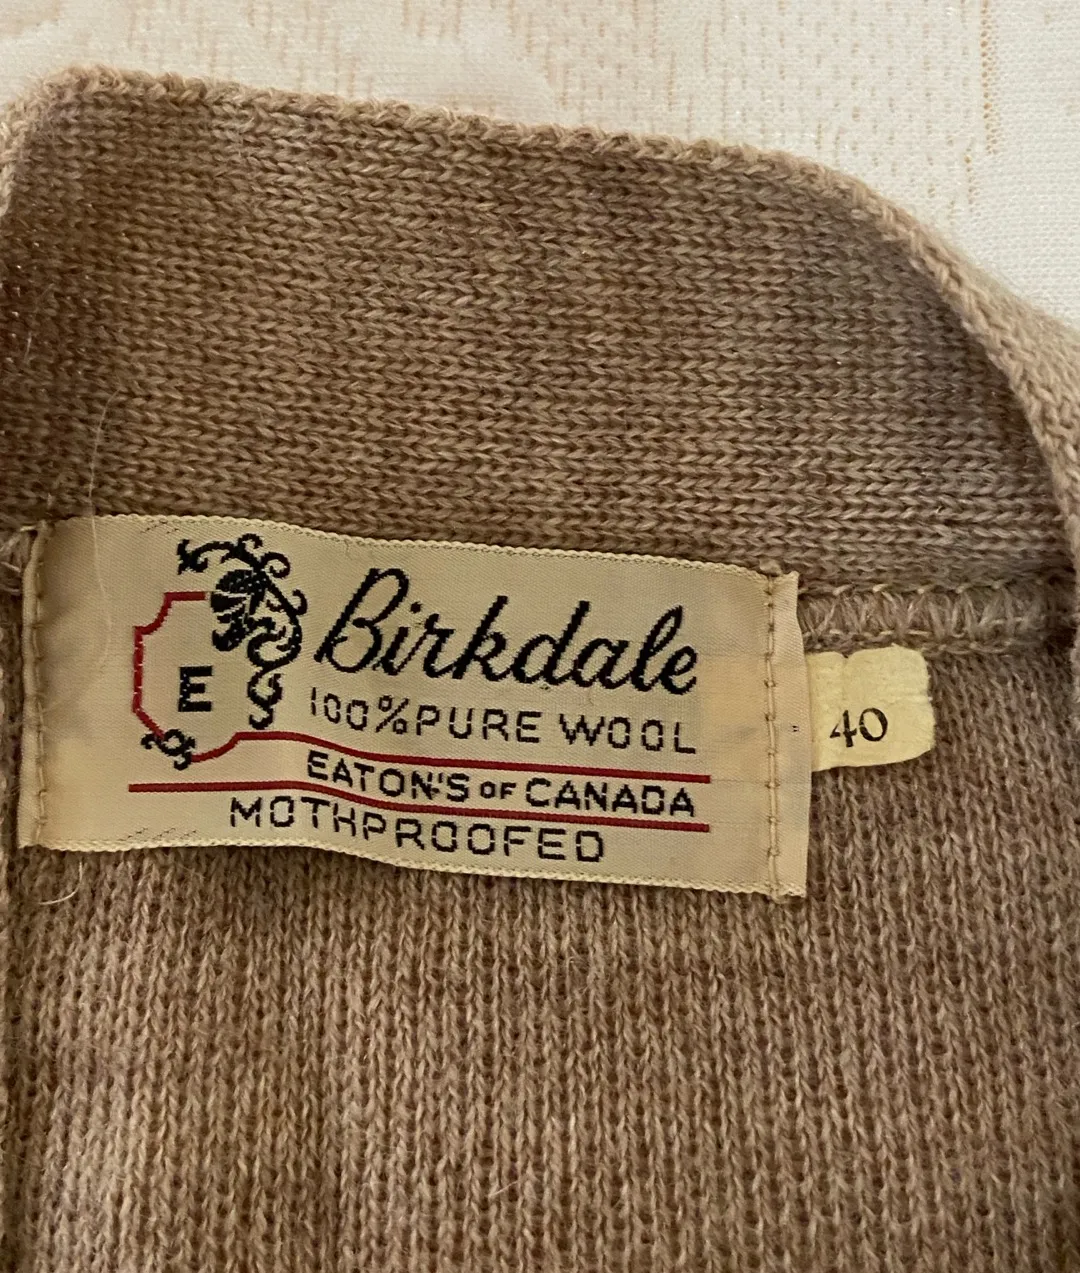 Birkdale
E
100% PURE WOOL
40
EATON'S OF CANADA
MOTHPROOFED